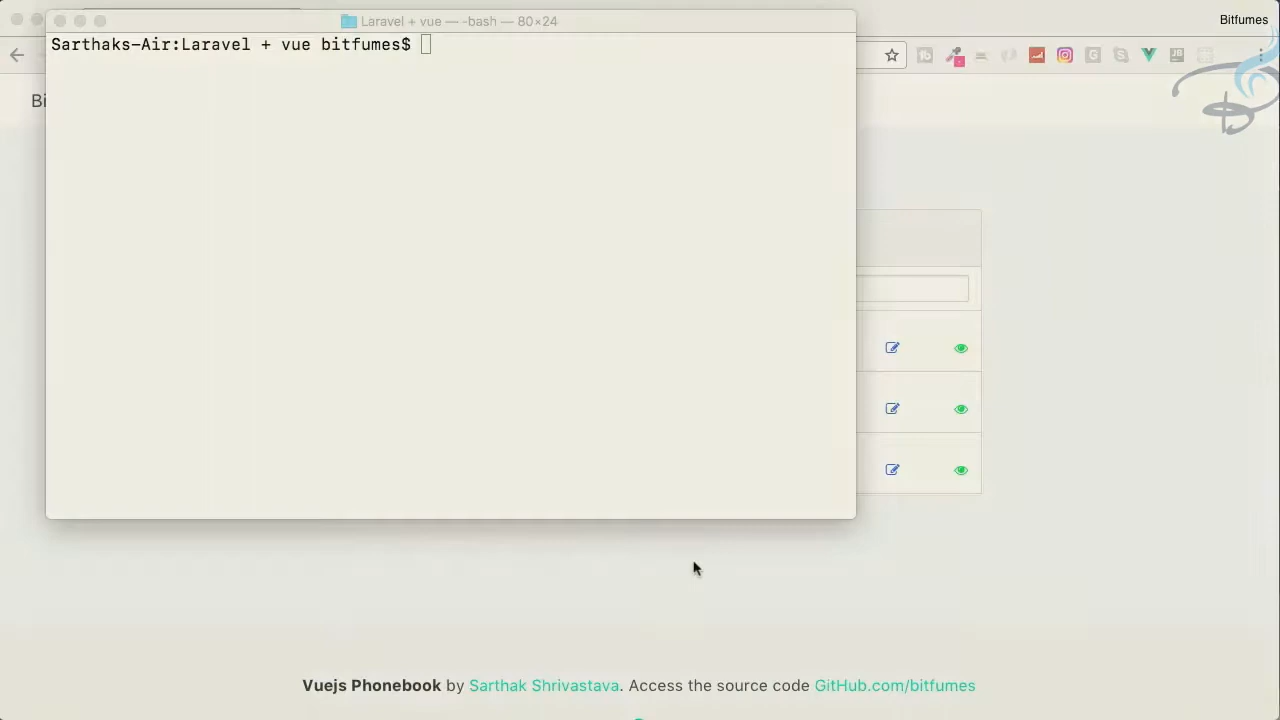 Laravel + vue — -bash — 80×24
Bitfumes
Sarthaks-Air:Laravel + vue bitfumes$
Bi
Vuejs Phonebook by Sarthak Shrivastava. Access the source code GitHub.com/bitfumes